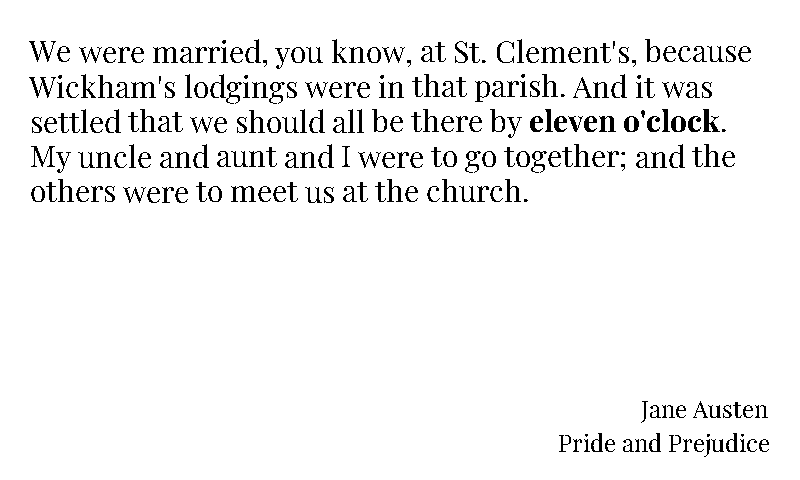 We were married, you know, at St. Clement's, because
Wickham's lodgings were in that parish. And it was
settled that we should all be there by eleven o'clock.
My uncle and aunt and I were to go together; and the
others were to meet us at the church.
Jane Austen
Pride and Prejudice